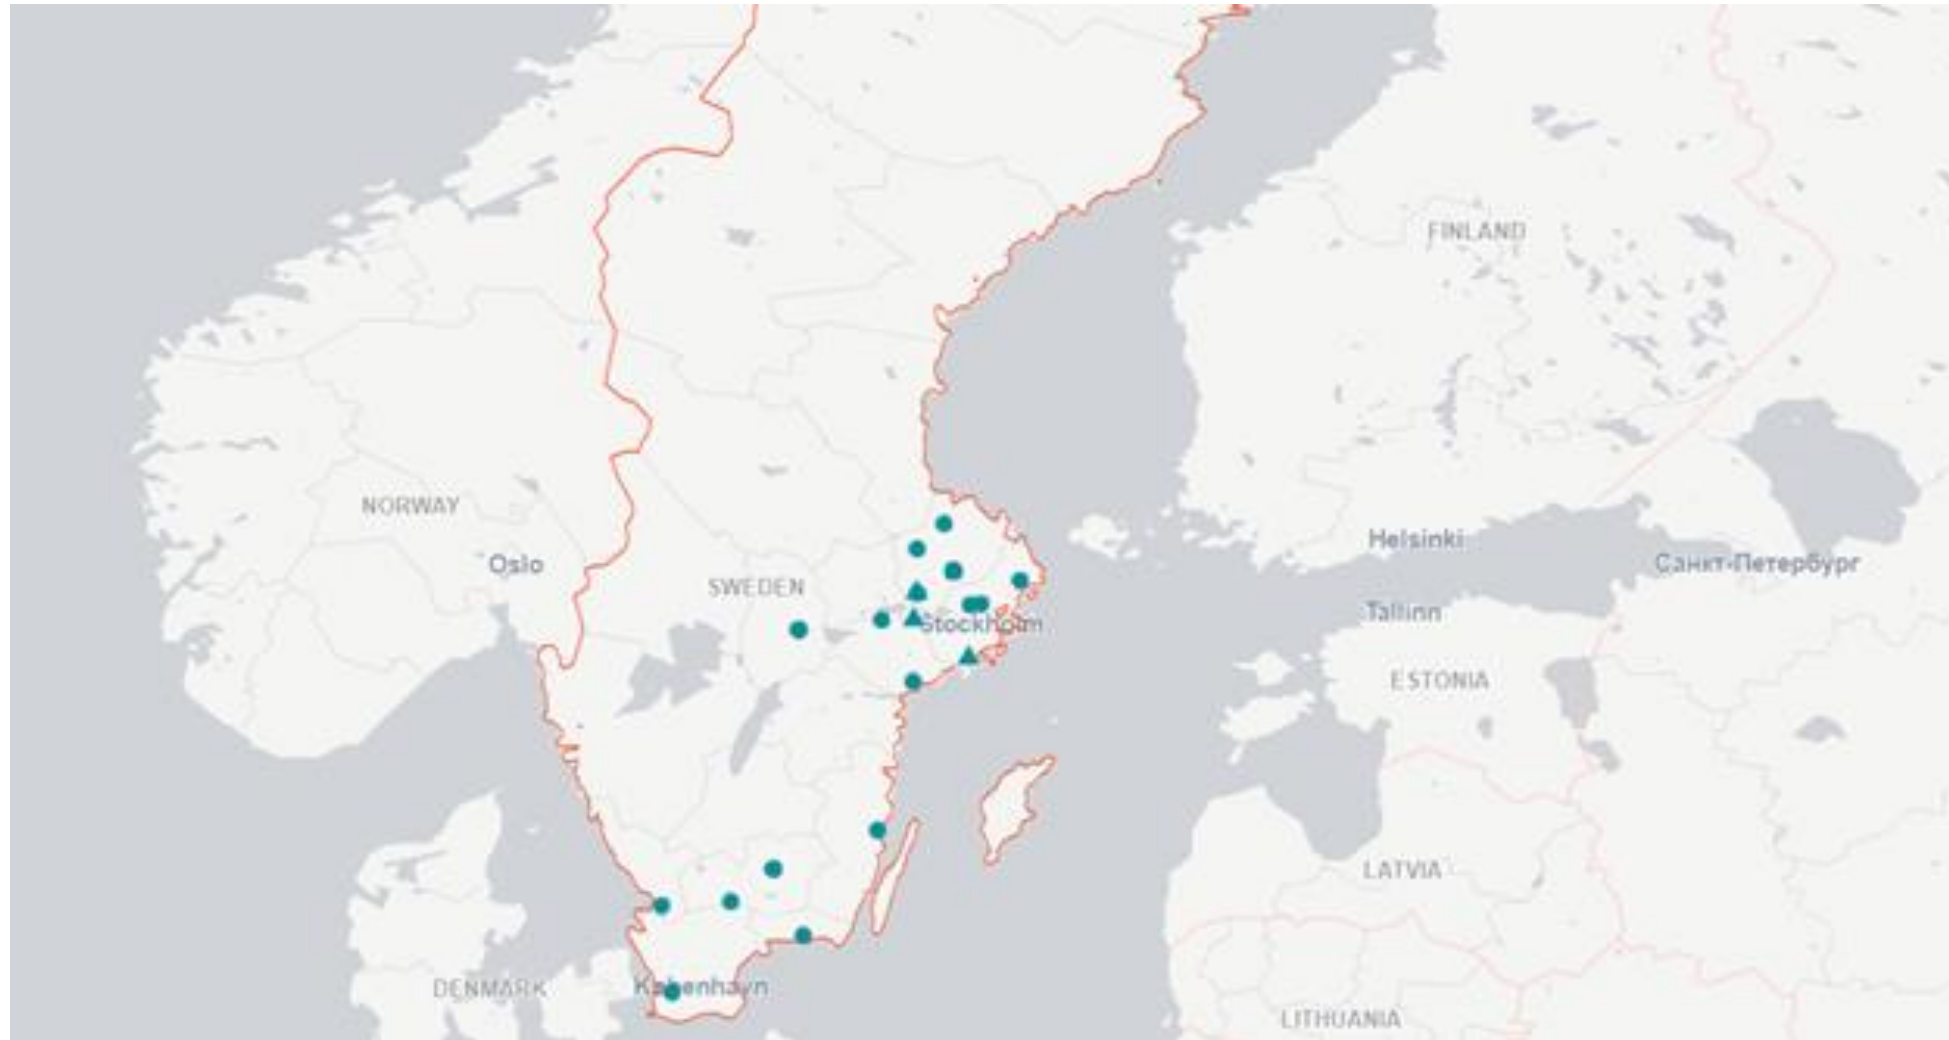 FINLAND
NORWAY
Helsinki
Oslo
Санкт-Петербург
SWEDEN
Tallinn
Stockholm
ESTONIA
LATVIA
København
DENMARK
LITHUANIA